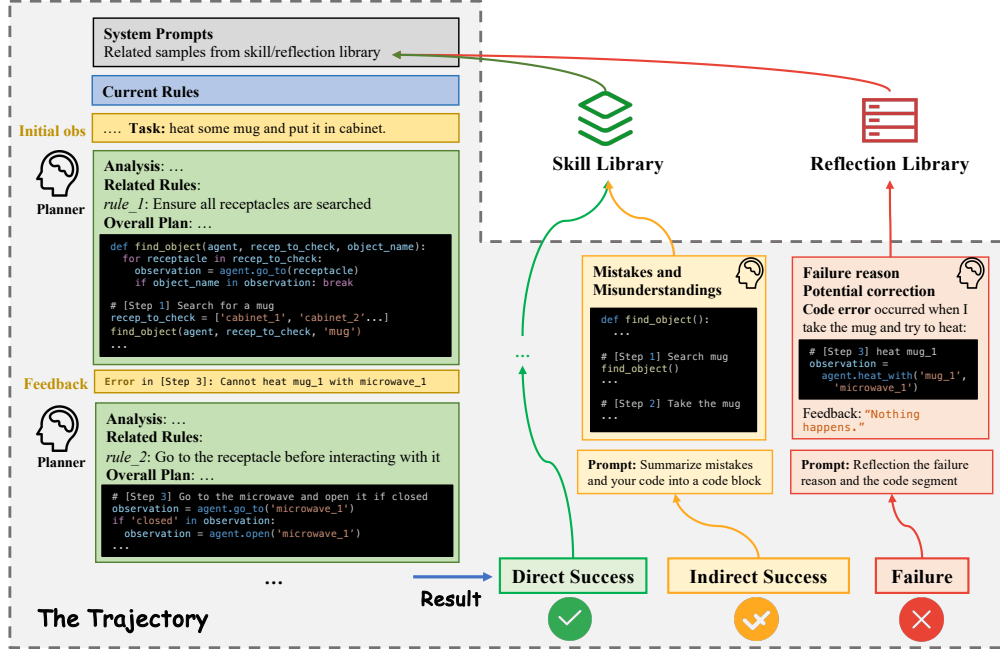 System Prompts
Related samples from skill/reflection library
Current Rules
Initial obs
.... Task: heat some mug and put it in cabinet.
Planner
Analysis: ...
Related Rules:
rule_1: Ensure all receptacles are searched
Overall Plan: ...
def find_object(agent, recep_to_check, object_name):
for receptacle in recep_to_check:
observation = agent.go_to(receptacle)
if object_name in observation: break
# [Step 1] Search for a mug
recep_to_check = ['cabinet_1', 'cabinet_2'...]
find_object(agent, recep_to_check, 'mug')
...
Feedback
Error in [Step 3]: Cannot heat mug_1 with microwave_1
Planner
Analysis: ...
Related Rules:
rule_2: Go to the receptacle before interacting with it
Overall Plan: ...
# [Step 3] Go to the microwave and open it if closed
observation = agent.go_to('microwave_1')
if 'closed' in observation:
observation = agent.open('microwave_1')
...
...
The Trajectory
Result
Skill Library
Reflection Library
...
Mistakes and
Misunderstandings
def find_object():
...
# [Step 1] Search mug
find_object()
...
# [Step 2] Take the mug
...
Prompt: Summarize mistakes
and your code into a code block
Failure reason
Potential correction
Code error occurred when I
take the mug and try to heat:
# [Step 3] heat mug_1
observation =
agent.heat_with('mug_1',
'microwave_1')
Feedback: "Nothing
happens."
Prompt: Reflection the failure
reason and the code segment
Direct Success
Indirect Success
Failure